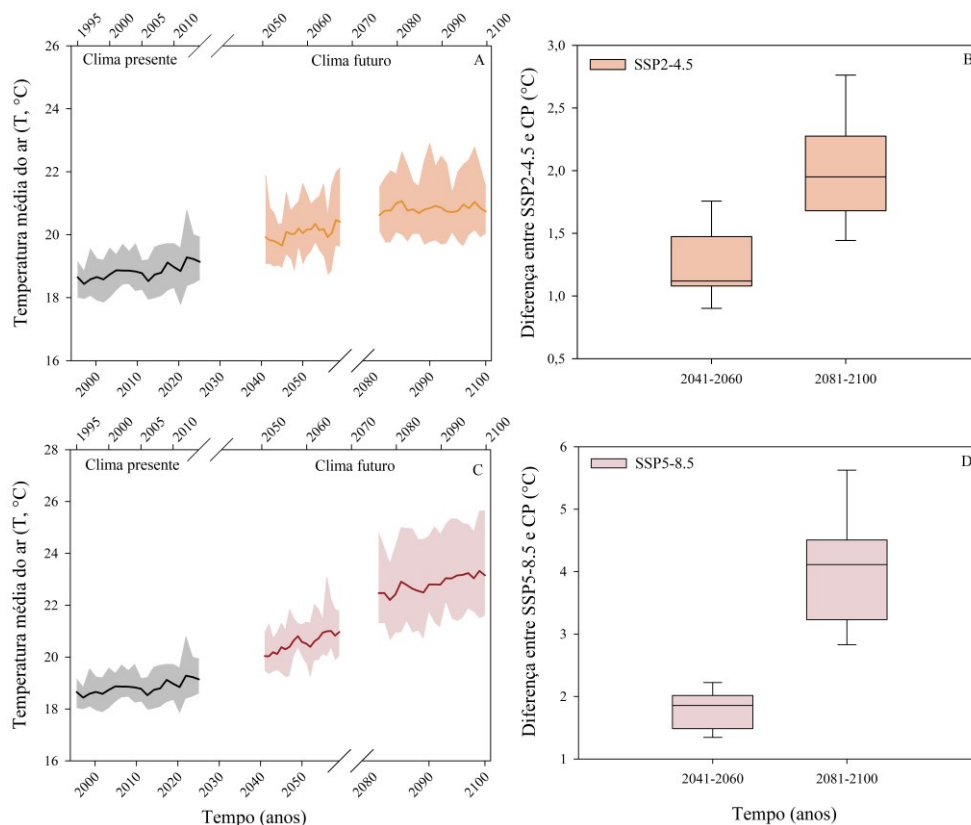 1995 2000 2005 2010 2040 2050 2060 2070 2080 2090 2100
Clima presente Clima futuro A
Temperatura média do ar (T, °C)
26
24
22
20
18
16
2000 2010 2020 2030 2040 2050 2080 2090 2100
B
SSP2-4.5
Diferença entre SSP2-4.5 e CP (°C)
3,0
2,5
2,0
1,5
1,0
0,5
2041-2060 2081-2100
1995 2000 2005 2010 2050 2060 2070 2080 2090 2100
Clima presente Clima futuro C
Temperatura média do ar (T, °C)
28
26
24
22
20
18
16
2000 2010 2020 2030 2040 2050 2080 2090 2100
Tempo (anos)
D
SSP5-8.5
Diferença entre SSP5-8.5 e CP (°C)
6
5
4
3
2
1
2041-2060 2081-2100
Tempo (anos)